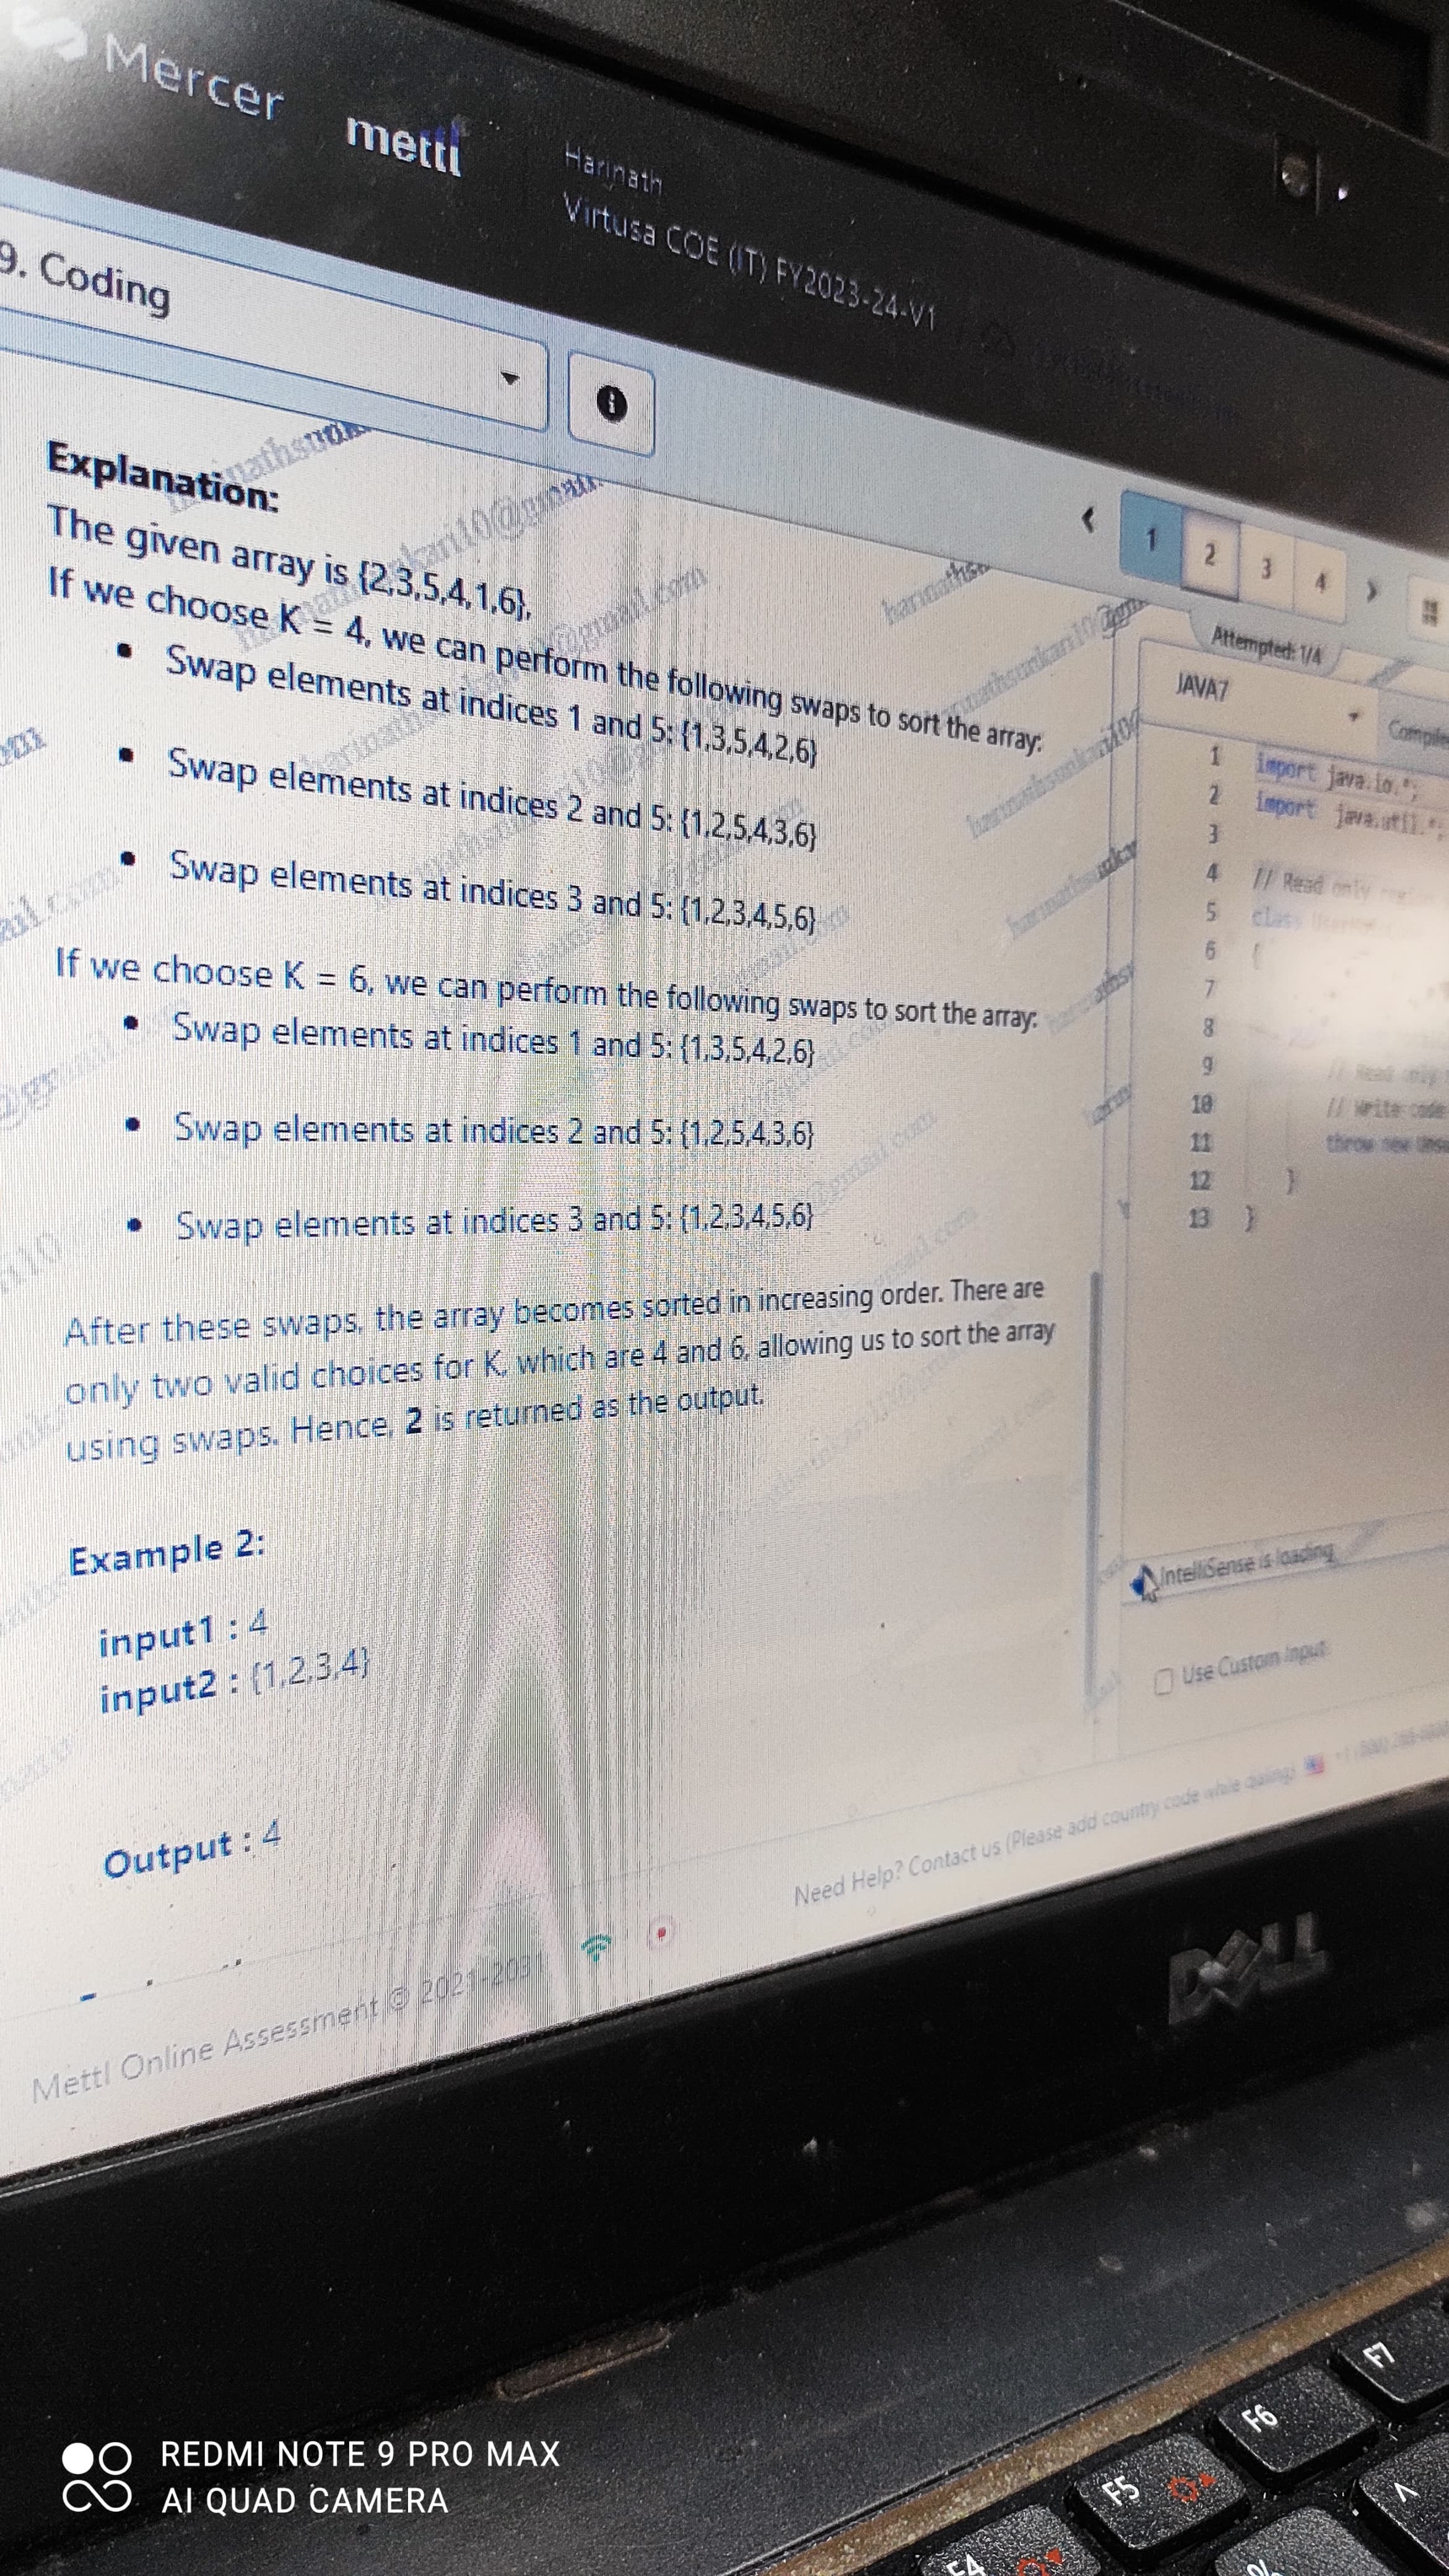 Mercer
mettl
Harinath
Virtusa COE (IT) FY2023-24-V1
9. Coding
Explanation:
The given array is {2,3,5,4,1,6},
If we choose K = 4, we can perform the following swaps to sort the array:
• Swap elements at indices 1 and 5: {1,3,5,4,2,6}
• Swap elements at indices 2 and 5: {1,2,5,4,3,6}
• Swap elements at indices 3 and 5: {1,2,3,4,5,6}
If we choose K = 6, we can perform the following swaps to sort the array:
• Swap elements at indices 1 and 5: {1,3,5,4,2,6}
• Swap elements at indices 2 and 5: {1,2,5,4,3,6}
• Swap elements at indices 3 and 5: {1,2,3,4,5,6}
After these swaps, the array becomes sorted in increasing order. There are
only two valid choices for K, which are 4 and 6, allowing us to sort the array
using swaps. Hence, 2 is returned as the output.
Example 2:
input1 : 4
input2 : {1,2,3,4}
Output : 4
1 2 3 4
Attempted: 1/4
JAVA7
1 import java.io.*;
2 import java.util.*;
3
4 // Read only
5 class
6 {
7
8
9 // Read only
10 // Write code
11 throw new
12 }
13 }
IntelliSense is loading
Use Custom Input
Need Help? Contact us (Please add country code while dialing)
Mettl Online Assessment © 2021-2031
DELL
F7
F6
F5
F4
REDMI NOTE 9 PRO MAX
AI QUAD CAMERA